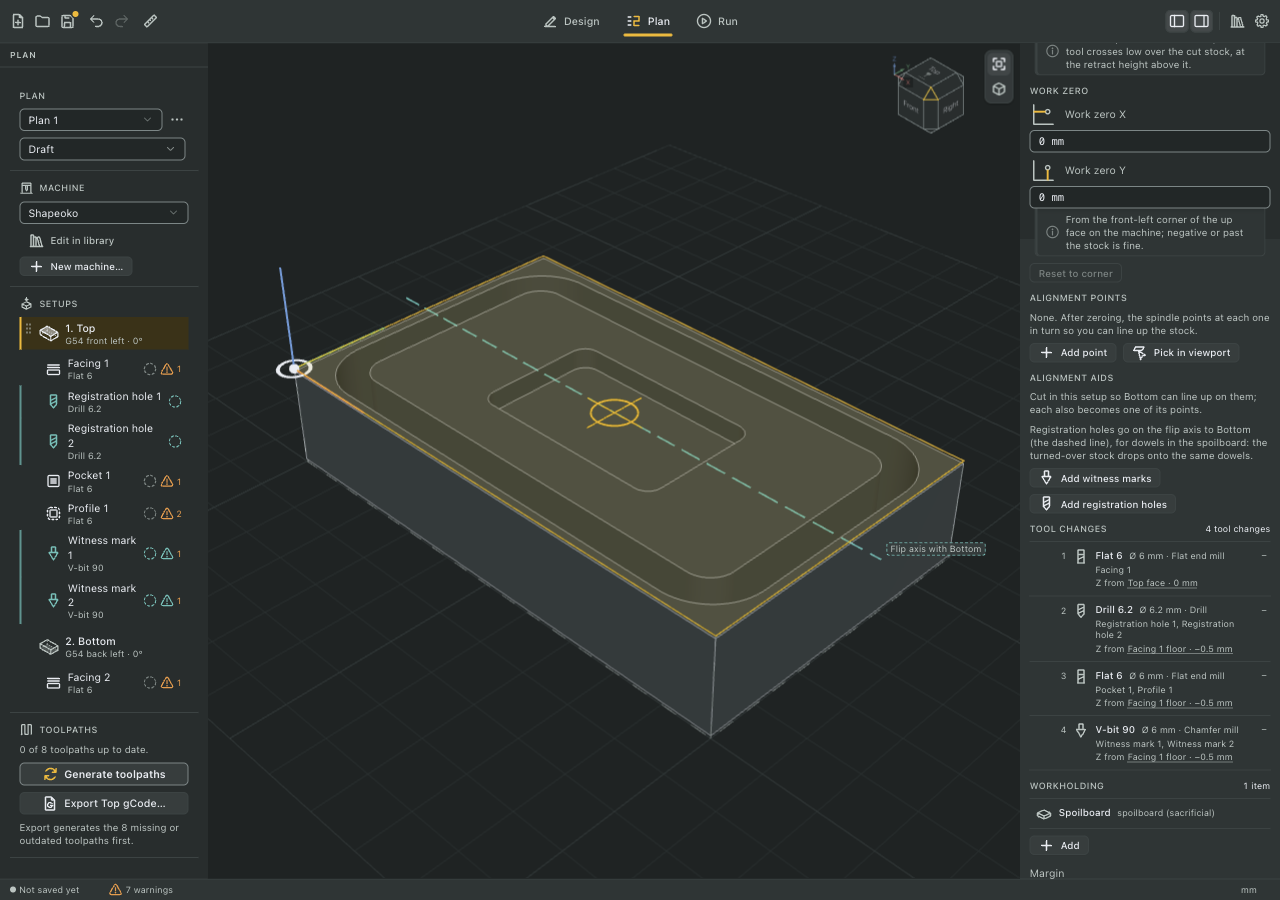 Design
Plan
Run
PLAN
PLAN
Plan 1
Draft
MACHINE
Shapeoko
Edit in library
New machine...
SETUPS
1. Top
G54 front left · 0°
Facing 1
Flat 6
1
Registration hole 1
Drill 6.2
Registration hole
2
Drill 6.2
Pocket 1
Flat 6
1
Profile 1
Flat 6
2
Witness mark
1
V-bit 90
1
Witness mark
2
V-bit 90
1
2. Bottom
G54 back left · 0°
Facing 2
Flat 6
1
TOOLPATHS
0 of 8 toolpaths up to date.
Generate toolpaths
Export Top gCode...
Export generates the 8 missing or
outdated toolpaths first.
Not saved yet
7 warnings
Top
Front
Right
Flip axis with Bottom
tool crosses low over the cut stock, at
the retract height above it.
WORK ZERO
Work zero X
0 mm
Work zero Y
0 mm
From the front-left corner of the up
face on the machine; negative or past
the stock is fine.
Reset to corner
ALIGNMENT POINTS
None. After zeroing, the spindle points at each one
in turn so you can line up the stock.
Add point
Pick in viewport
ALIGNMENT AIDS
Cut in this setup so Bottom can line up on them;
each also becomes one of its points.
Registration holes go on the flip axis to Bottom
(the dashed line), for dowels in the spoilboard: the
turned-over stock drops onto the same dowels.
Add witness marks
Add registration holes
TOOL CHANGES
4 tool changes
1
Flat 6 Ø 6 mm · Flat end mill
–
Facing 1
Z from Top face · 0 mm
2
Drill 6.2 Ø 6.2 mm · Drill
–
Registration hole 1, Registration
hole 2
Z from Facing 1 floor · −0.5 mm
3
Flat 6 Ø 6 mm · Flat end mill
–
Pocket 1, Profile 1
Z from Facing 1 floor · −0.5 mm
4
V-bit 90 Ø 6 mm · Chamfer mill
–
Witness mark 1, Witness mark 2
Z from Facing 1 floor · −0.5 mm
WORKHOLDING
1 item
Spoilboard spoilboard (sacrificial)
Add
Margin
mm